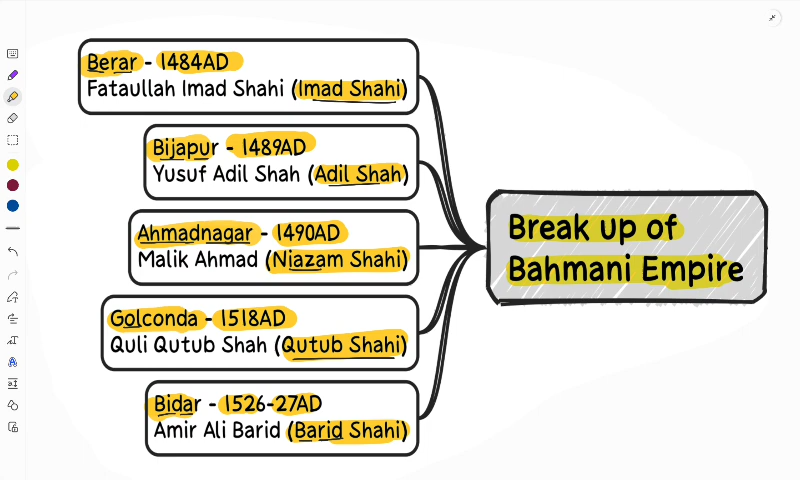 Berar - 1484AD
Fataullah Imad Shahi (Imad Shahi)
Bijapur - 1489AD
Yusuf Adil Shah (Adil Shah)
Ahmadnagar - 1490AD
Malik Ahmad (Niazam Shahi)
Golconda - 1518AD
Quli Qutub Shah (Qutub Shahi)
Bidar - 1526-27AD
Amir Ali Barid (Barid Shahi)
Break up of
Bahmani Empire